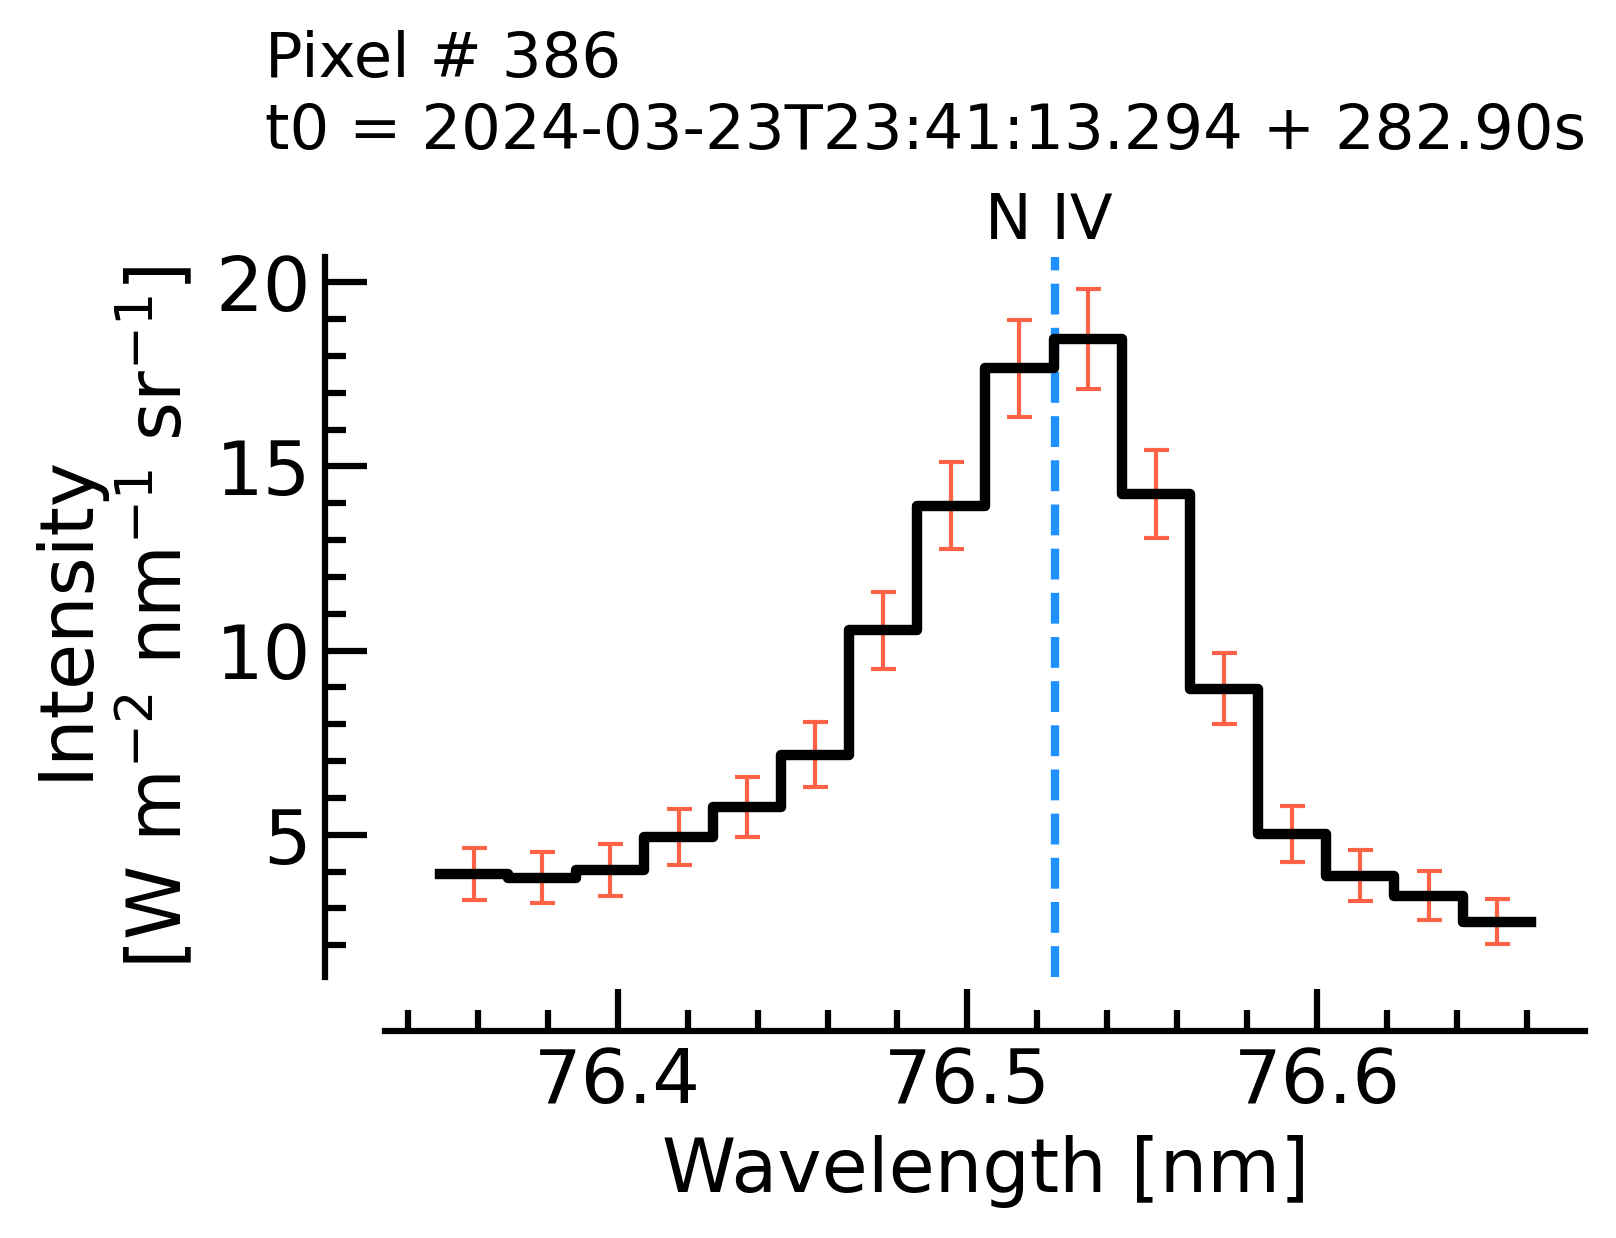 Pixel # 386
t0 = 2024-03-23T23:41:13.294 + 282.90s
N IV
Intensity
[W m⁻² nm⁻¹ sr⁻¹]
20
15
10
5
76.4 76.5 76.6
Wavelength [nm]